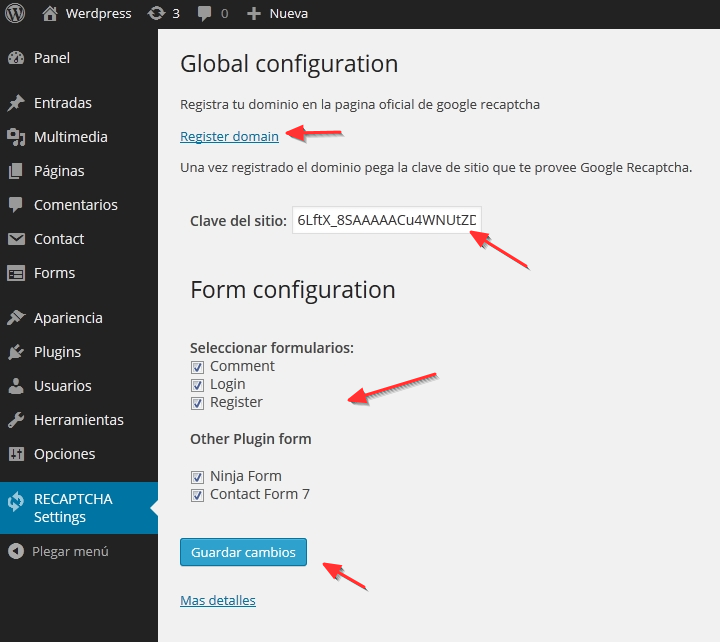 Werdpress 3 0 Nueva
Panel
Entradas
Multimedia
Páginas
Comentarios
Contact
Forms
Apariencia
Plugins
Usuarios
Herramientas
Opciones
RECAPTCHA
Settings
Plegar menú
Global configuration
Registra tu dominio en la pagina oficial de google recaptcha
Register domain
Una vez registrado el dominio pega la clave de sitio que te provee Google Recaptcha.
Clave del sitio: 6LftX_8SAAAAACu4WNUtZD
Form configuration
Seleccionar formularios:
Comment
Login
Register
Other Plugin form
Ninja Form
Contact Form 7
Guardar cambios
Mas detalles